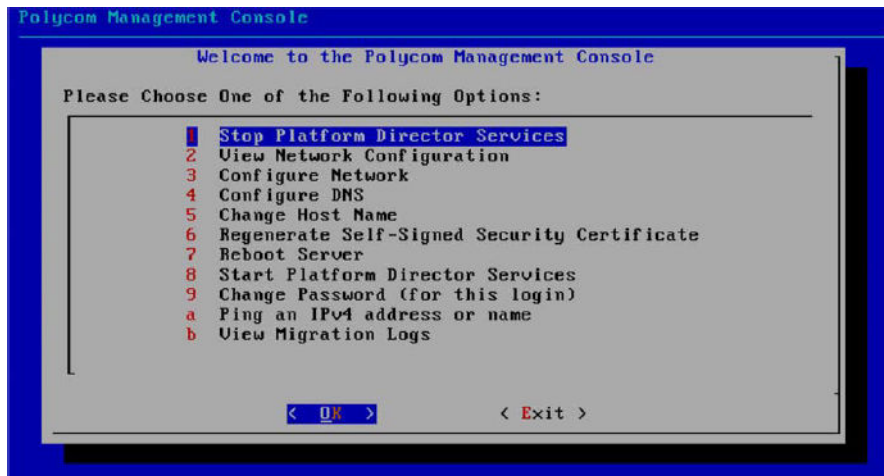 Polycom Management Console
Welcome to the Polycom Management Console
Please Choose One of the Following Options:
1 Stop Platform Director Services
2 View Network Configuration
3 Configure Network
4 Configure DNS
5 Change Host Name
6 Regenerate Self-Signed Security Certificate
7 Reboot Server
8 Start Platform Director Services
9 Change Password (for this login)
a Ping an IPv4 address or name
b View Migration Logs
< OK > < Exit >